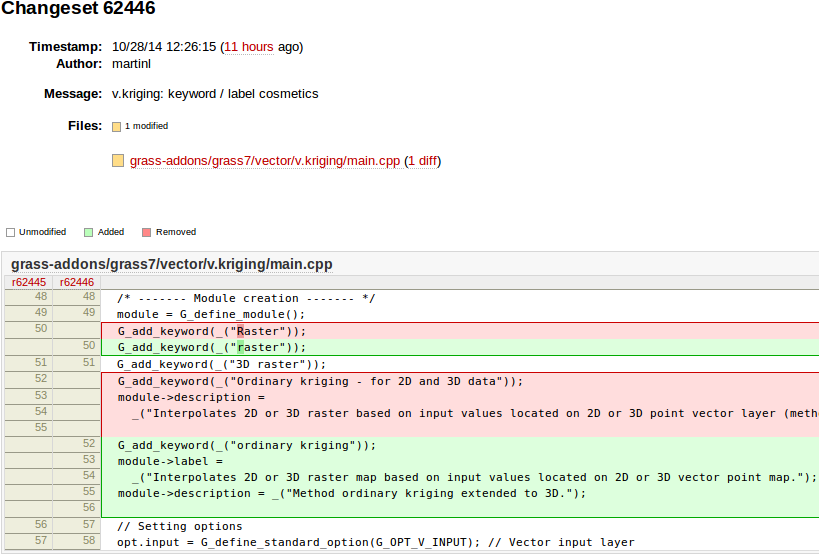 Changeset 62446
Timestamp: 10/28/14 12:26:15 (11 hours ago)
Author: martinl
Message: v.kriging: keyword / label cosmetics
Files: 1 modified
grass-addons/grass7/vector/v.kriging/main.cpp (1 diff)
Unmodified Added Removed
grass-addons/grass7/vector/v.kriging/main.cpp
r62445 r62446
48 48 /* ------- Module creation ------- */
49 49 module = G_define_module();
50 G_add_keyword(_("Raster"));
50 G_add_keyword(_("raster"));
51 51 G_add_keyword(_("3D raster"));
52 G_add_keyword(_("Ordinary kriging - for 2D and 3D data"));
53 module->description =
54 _("Interpolates 2D or 3D raster based on input values located on 2D or 3D point vector layer (meth
55
52 G_add_keyword(_("ordinary kriging"));
53 module->label =
54 _("Interpolates 2D or 3D raster map based on input values located on 2D or 3D vector point map.");
55 module->description = _("Method ordinary kriging extended to 3D.");
56
56 57 // Setting options
57 58 opt.input = G_define_standard_option(G_OPT_V_INPUT); // Vector input layer